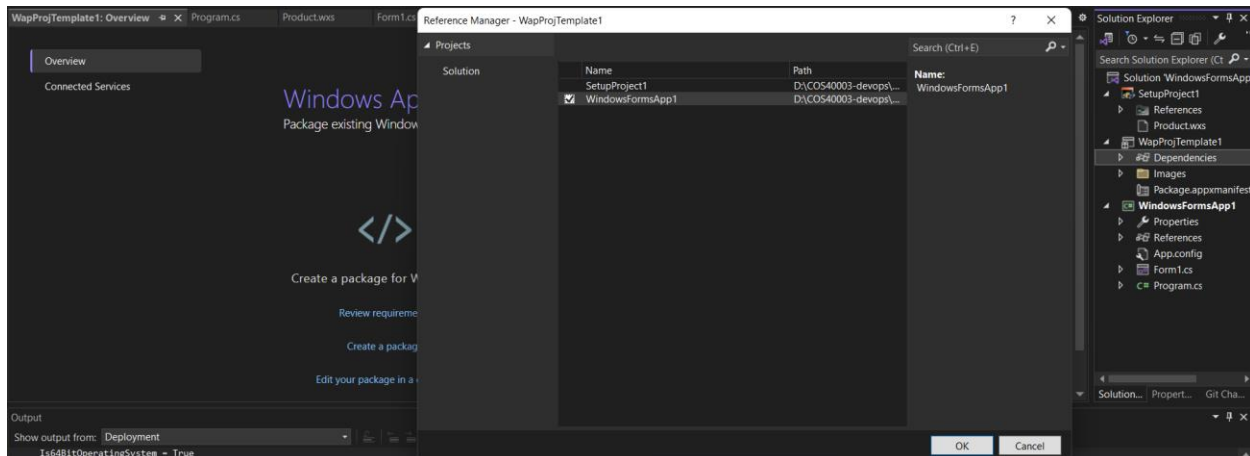 WapProjTemplate1: Overview
Program.cs
Product.wxs
Form1.cs
Overview
Connected Services
Windows Ap
Package existing Window
</>
Create a package for W
Review requireme
Create a packag
Edit your package in a
Output
Show output from: Deployment
Is64BitOperatingSystem = True
Reference Manager - WapProjTemplate1
? ×
Projects
Solution
Name Path
SetupProject1 D:\COS40003-devops\...
WindowsFormsApp1 D:\COS40003-devops\...
Search (Ctrl+E)
Name:
WindowsFormsApp1
OK Cancel
Solution Explorer
Search Solution Explorer (Ct
Solution 'WindowsFormsApp
SetupProject1
References
Product.wxs
WapProjTemplate1
Dependencies
Images
Package.appxmanifest
WindowsFormsApp1
Properties
References
App.config
Form1.cs
C# Program.cs
Solution... Propert... Git Cha...